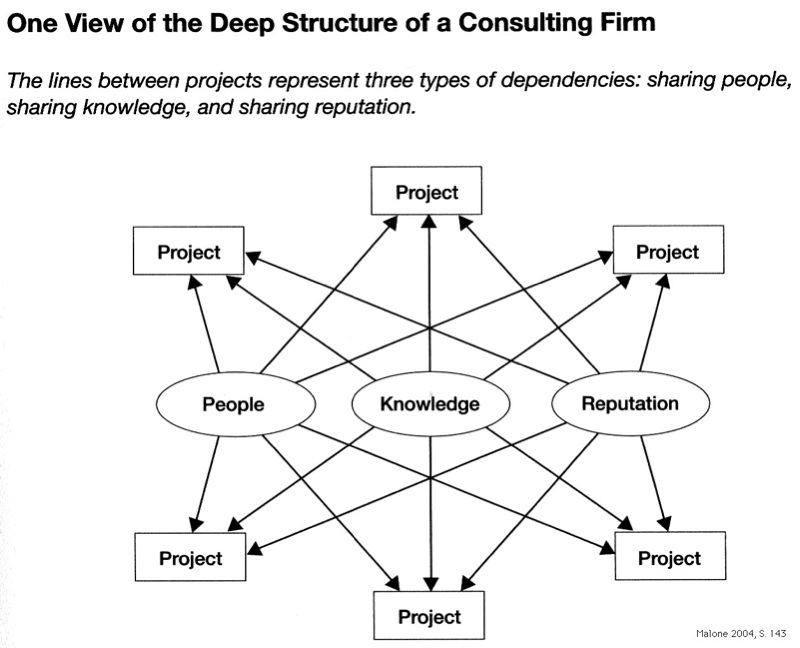 One View of the Deep Structure of a Consulting Firm
The lines between projects represent three types of dependencies: sharing people,
sharing knowledge, and sharing reputation.
Project
Project
Project
People
Knowledge
Reputation
Project
Project
Project
Malone 2004, S. 143